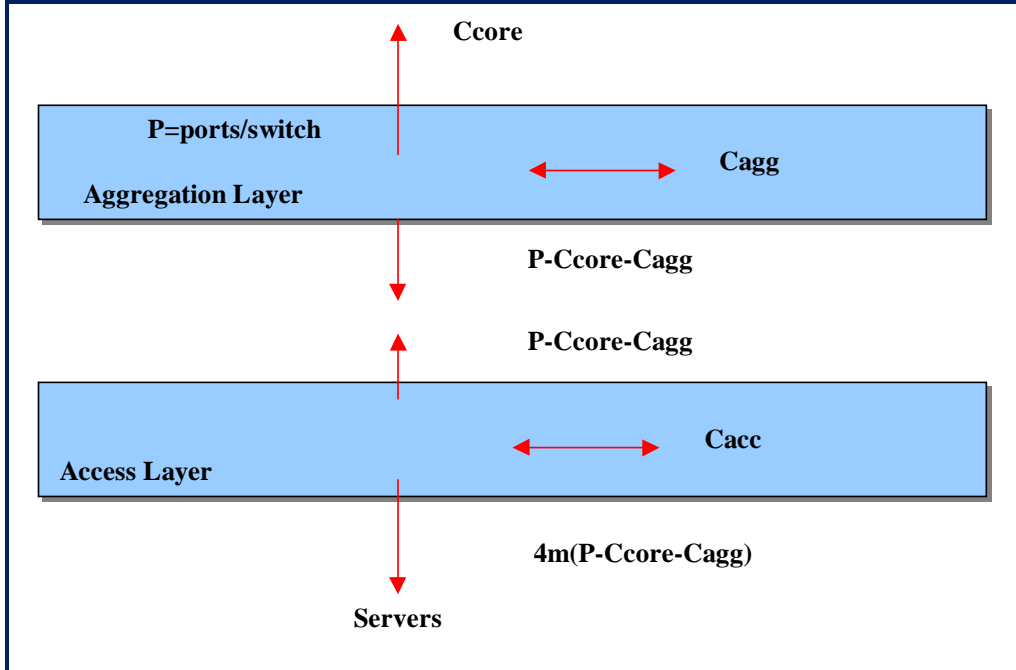 Ccore
P=ports/switch
Cagg
Aggregation Layer
P-Ccore-Cagg
P-Ccore-Cagg
Cacc
Access Layer
4m(P-Ccore-Cagg)
Servers